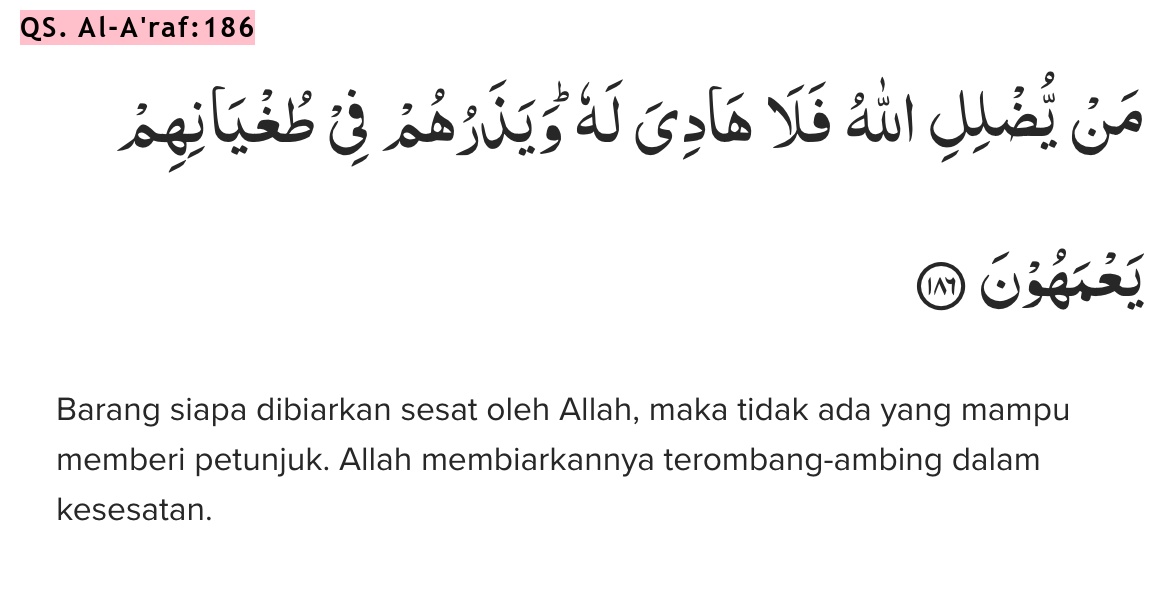 QS. Al-A'raf:186
مَنْ يُّضْلِلِ اللّٰهُ فَلَا هَادِيَ لَهٗ ۗوَيَذَرُهُمْ فِيْ طُغْيَانِهِمْ
يَعْمَهُوْنَ ١٨٦
Barang siapa dibiarkan sesat oleh Allah, maka tidak ada yang mampu
memberi petunjuk. Allah membiarkannya terombang-ambing dalam
kesesatan.